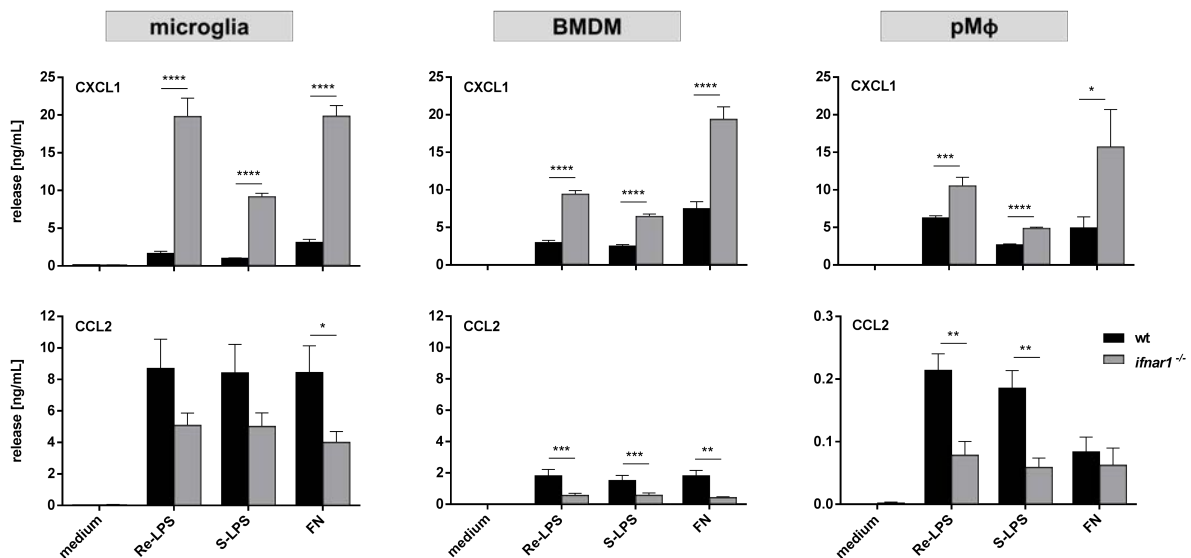 microglia
BMDM
pMϕ
release [ng/mL]
25
20
15
10
5
0
CXCL1
****
****
****
25
20
15
10
5
0
CXCL1
****
****
****
25
20
15
10
5
0
CXCL1
***
****
*
release [ng/mL]
12
10
8
6
4
2
0
CCL2
*
medium
Re-LPS
S-LPS
FN
12
10
8
6
4
2
0
CCL2
***
***
**
medium
Re-LPS
S-LPS
FN
0.3
0.2
0.1
0.0
CCL2
**
**
medium
Re-LPS
S-LPS
FN
wt
ifnar1 -/-